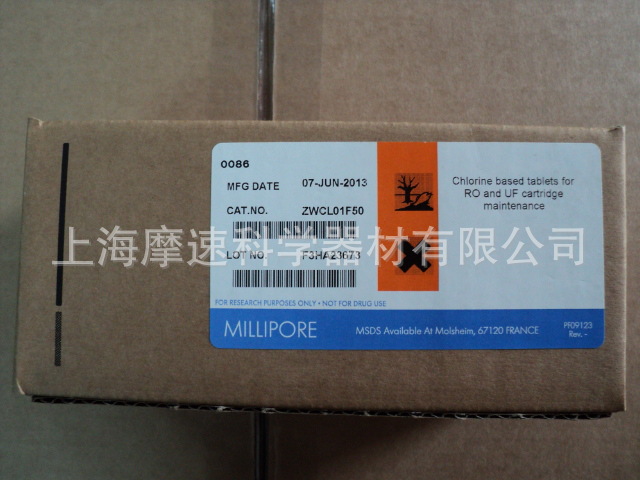 0086
MFG DATE 07-JUN-2013
CAT.NO. ZWCL01F50
LOT NO. F3HA23673
Chlorine based tablets for
RO and UF cartridge
maintenance
上海摩速科学器材有限公司
FOR RESEARCH PURPOSES ONLY • NOT FOR DRUG USE
MILLIPORE
MSDS Available At Molsheim, 67120 FRANCE
PF09123
Rev. -